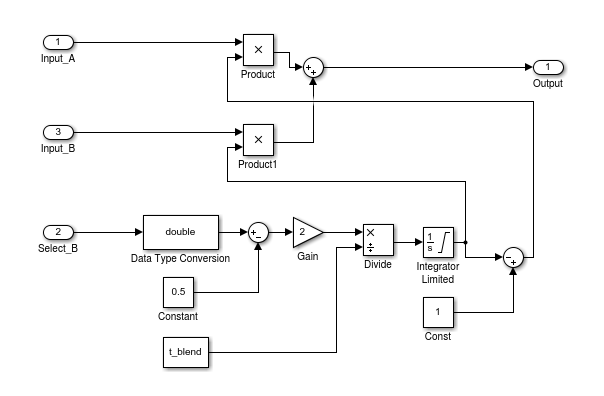 1
Input_A
×
Product
+
+
1
Output
3
Input_B
×
Product1
2
Select_B
double
Data Type Conversion
+
−
2
Gain
×
÷
Divide
1
s
Integrator
Limited
−
+
0.5
Constant
1
Const
t_blend